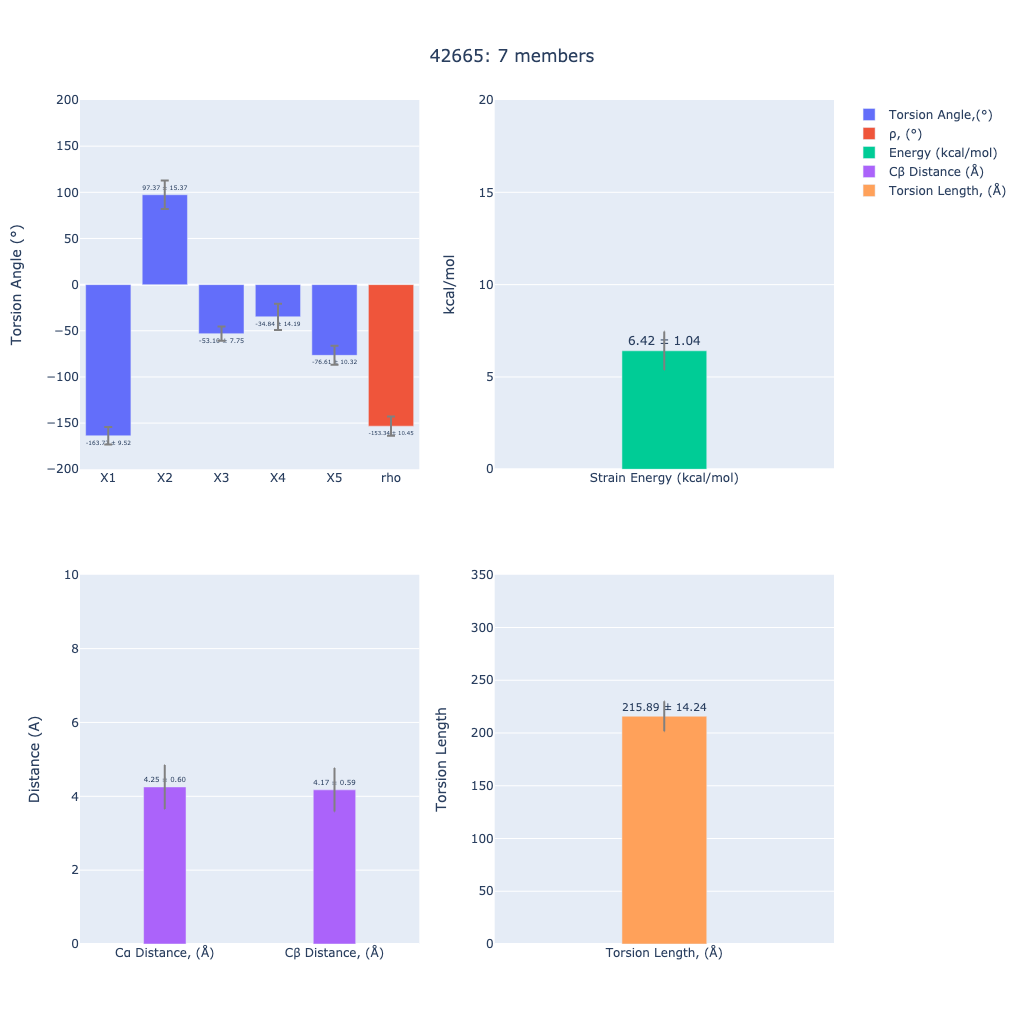 42665: 7 members
Torsion Angle (°)
200
150
100
50
0
−50
−100
−150
−200
97.37 ± 15.37
-34.84 ± 14.19
± 7.75
-76.61 ± 10.32
± 9.52
-153.34 ± 10.45
X1 X2 X3 X4 X5 rho
kcal/mol
20
15
10
5
0
6.42 ± 1.04
Strain Energy (kcal/mol)
Torsion Angle,(°)
ρ, (°)
Energy (kcal/mol)
Cβ Distance (Å)
Torsion Length, (Å)
Distance (A)
10
8
6
4
2
0
4.25 ± 0.60 4.17 ± 0.59
Cα Distance, (Å) Cβ Distance, (Å)
Torsion Length
350
300
250
200
150
100
50
0
215.89 ± 14.24
Torsion Length, (Å)